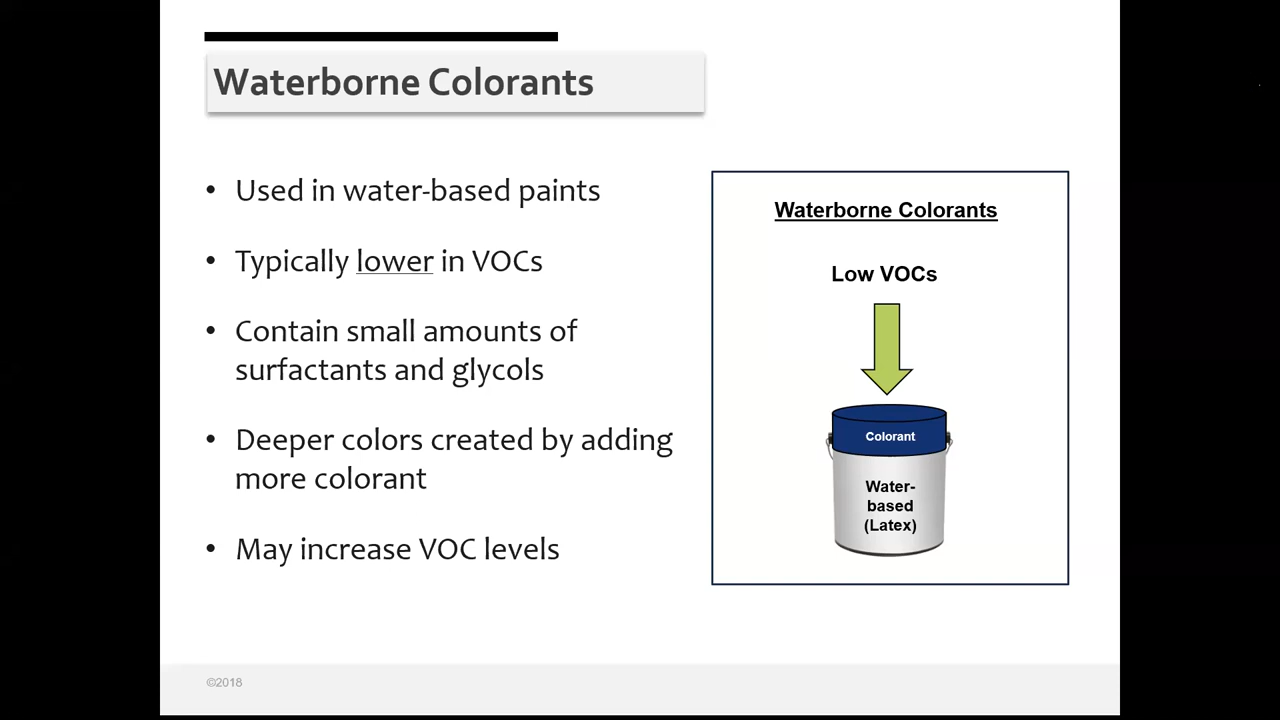 Waterborne Colorants
• Used in water-based paints
• Typically lower in VOCs
• Contain small amounts of
surfactants and glycols
• Deeper colors created by adding
more colorant
• May increase VOC levels
Waterborne Colorants
Low VOCs
Colorant
Water-
based
(Latex)
©2018